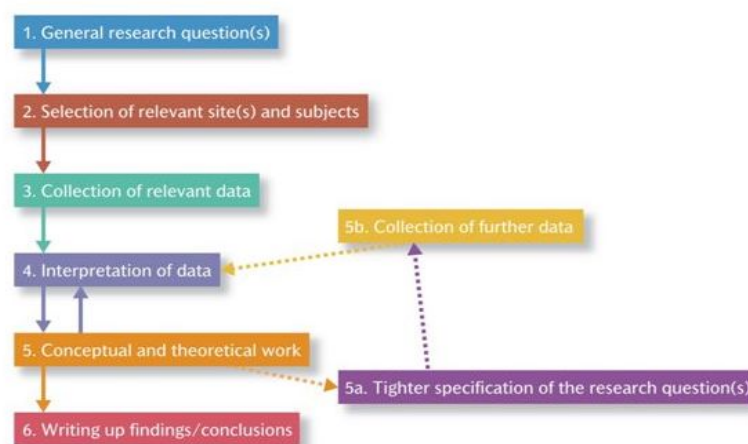 1. General research question(s)
2. Selection of relevant site(s) and subjects
3. Collection of relevant data
5b. Collection of further data
4. Interpretation of data
5. Conceptual and theoretical work
5a. Tighter specification of the research question(s)
6. Writing up findings/conclusions